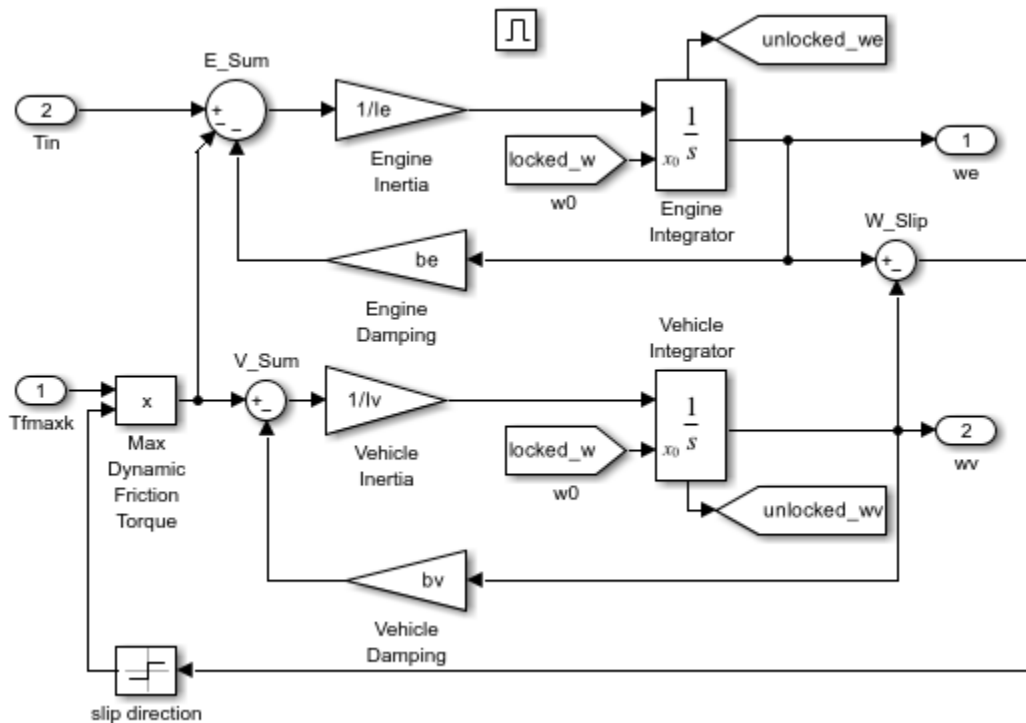 E_Sum
unlocked_we
2
Tin
+
−
−
1/Ie
Engine
Inertia
locked_w
w0
x0
1
s
Engine
Integrator
1
we
W_Slip
+
−
be
Engine
Damping
V_Sum
Vehicle
Integrator
1
Tfmaxk
x
Max
Dynamic
Friction
Torque
+
−
1/Iv
Vehicle
Inertia
locked_w
w0
x0
1
s
2
wv
unlocked_wv
bv
Vehicle
Damping
slip direction